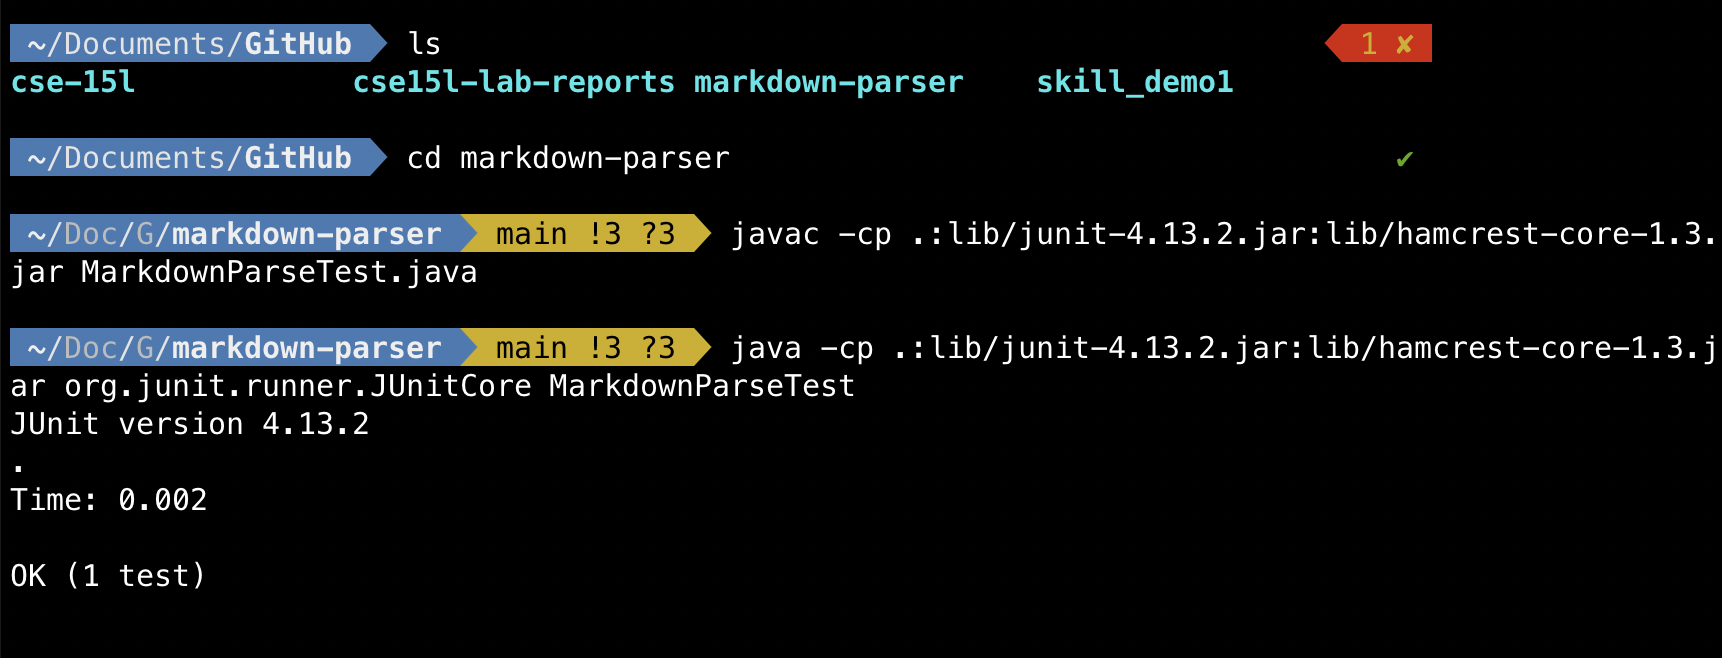 ~/Documents/GitHub ls 1 ✘
cse-15l cse15l-lab-reports markdown-parser skill_demo1
~/Documents/GitHub cd markdown-parser ✔
~/Doc/G/markdown-parser main !3 ?3 javac -cp .:lib/junit-4.13.2.jar:lib/hamcrest-core-1.3.
jar MarkdownParseTest.java
~/Doc/G/markdown-parser main !3 ?3 java -cp .:lib/junit-4.13.2.jar:lib/hamcrest-core-1.3.j
ar org.junit.runner.JUnitCore MarkdownParseTest
JUnit version 4.13.2
.
Time: 0.002
OK (1 test)